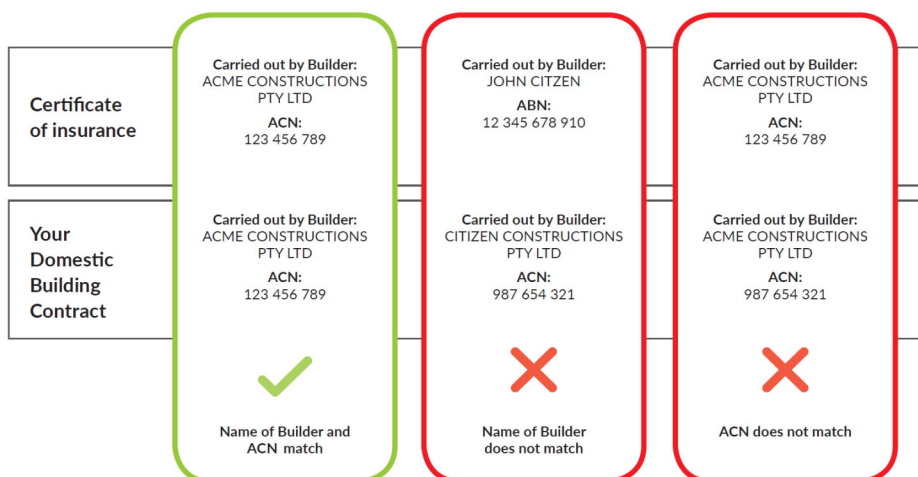 Certificate
of insurance
Carried out by Builder:
ACME CONSTRUCTIONS
PTY LTD
ACN:
123 456 789
Carried out by Builder:
JOHN CITZEN
ABN:
12 345 678 910
Carried out by Builder:
ACME CONSTRUCTIONS
PTY LTD
ACN:
123 456 789
Your
Domestic
Building
Contract
Carried out by Builder:
ACME CONSTRUCTIONS
PTY LTD
ACN:
123 456 789
Carried out by Builder:
CITIZEN CONSTRUCTIONS
PTY LTD
ACN:
987 654 321
Carried out by Builder:
ACME CONSTRUCTIONS
PTY LTD
ACN:
987 654 321
Name of Builder and
ACN match
Name of Builder
does not match
ACN does not match